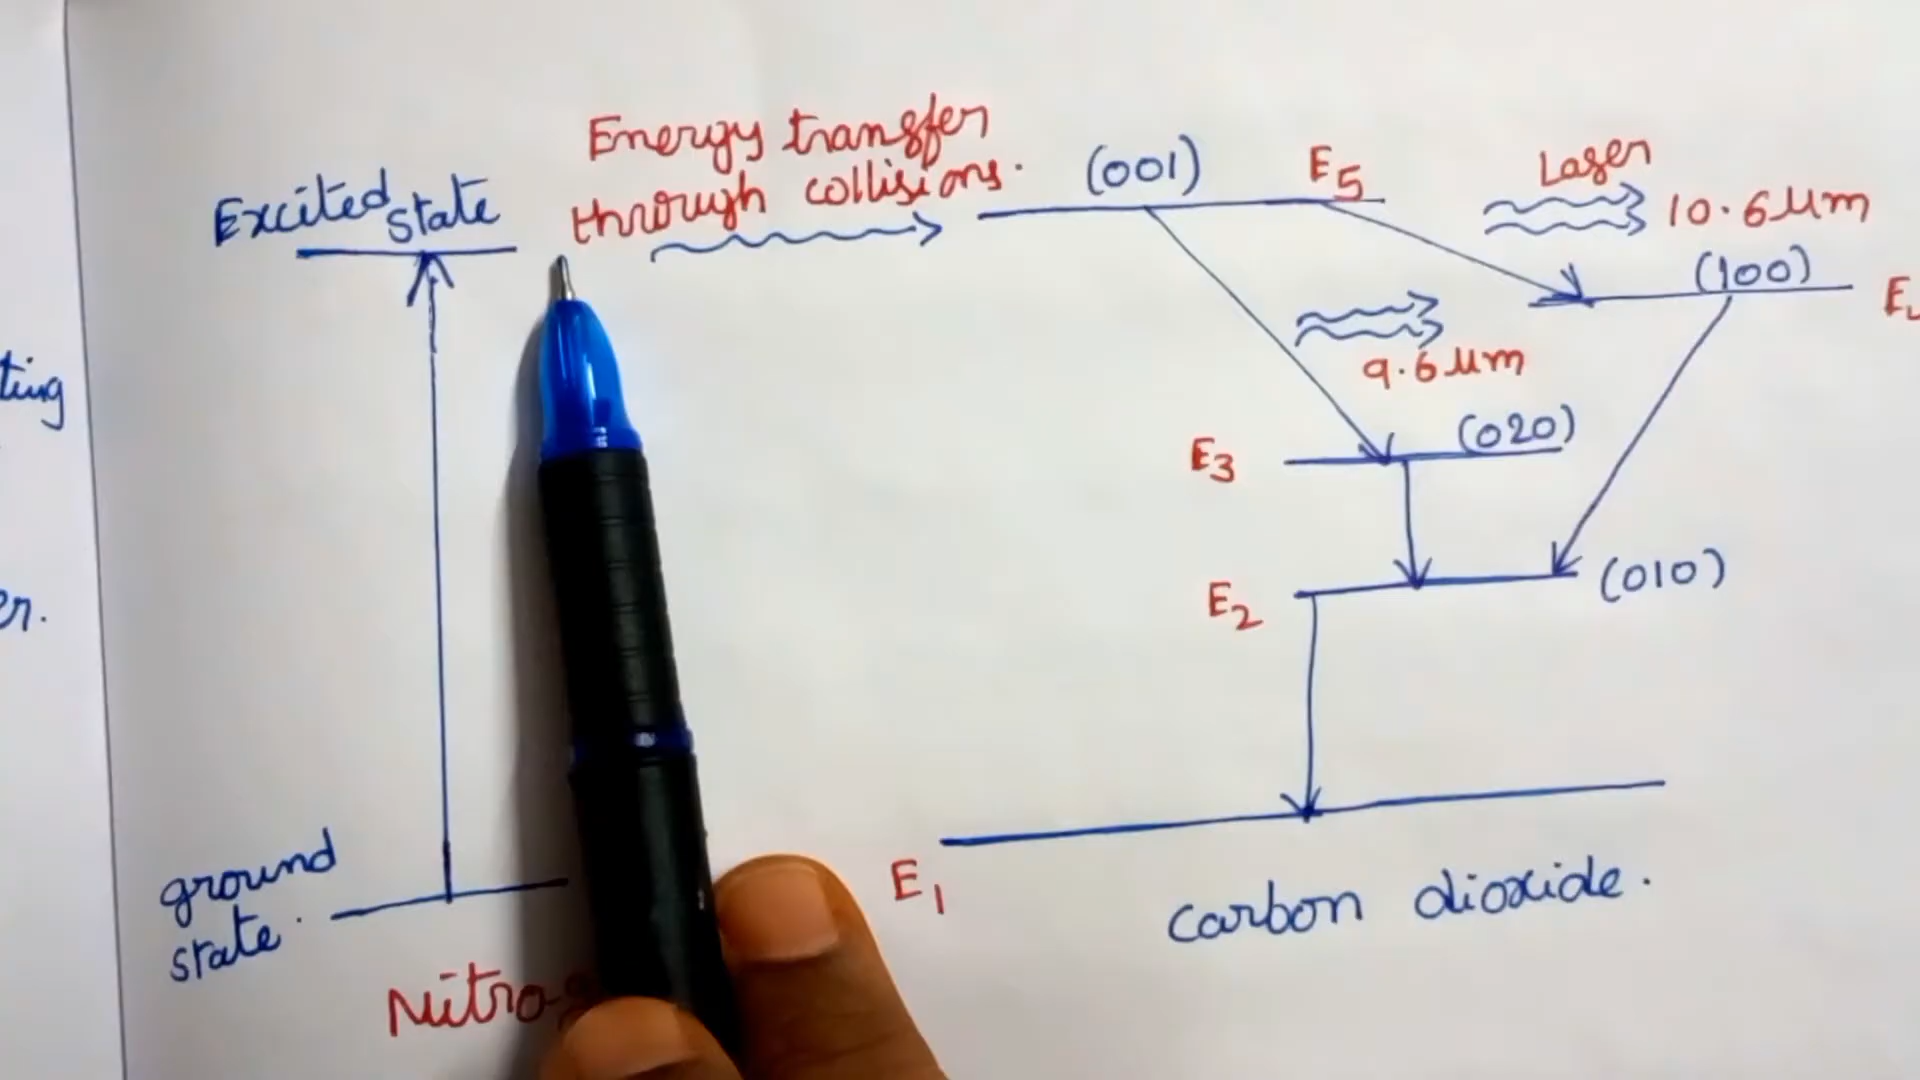 Energy transfer
through collisions.
Excited state
(001)
E5
Laser
10.6 μm
(100)
9.6 μm
E3
(020)
E2
(010)
E1
ground
state.
carbon dioxide.